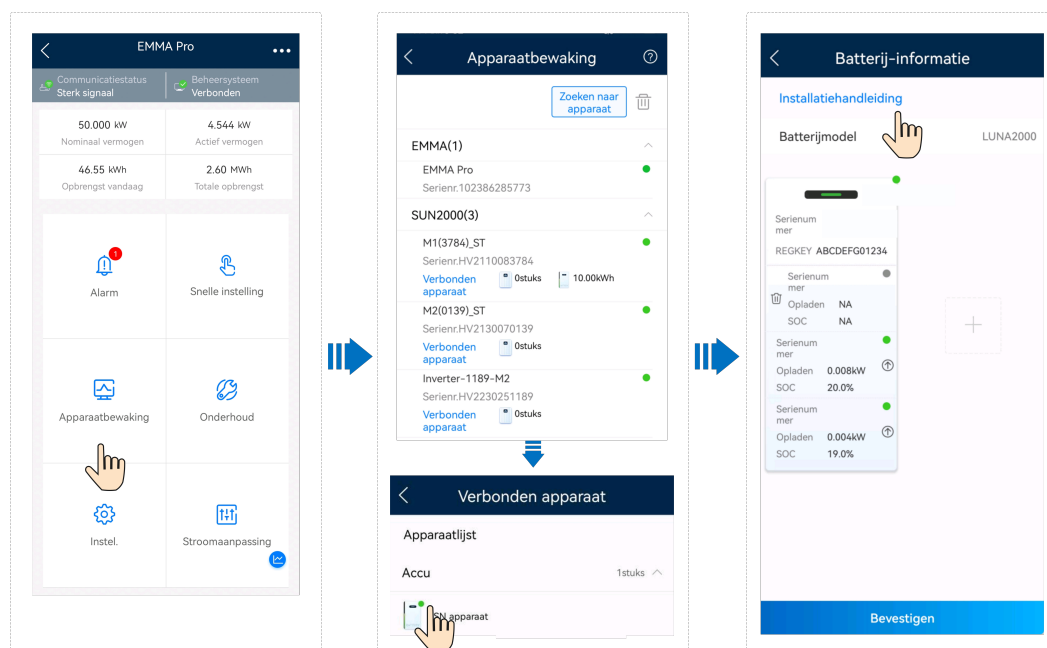 EMMA Pro
Communicatiestatus
Sterk signaal
Beheersysteem
Verbonden
50.000 kW
Nominaal vermogen
4.544 kW
Actief vermogen
46.55 kWh
Opbrengst vandaag
2.60 MWh
Totale opbrengst
1
Alarm
Snelle instelling
Apparaatbewaking
Onderhoud
Instel.
Stroomaanpassing
Apparaatbewaking
Zoeken naar
apparaat
EMMA(1)
EMMA Pro
Serienr.102386285773
SUN2000(3)
M1(3784)_ST
Serienr.HV2110083784
Verbonden
apparaat
0stuks
10.00kWh
M2(0139)_ST
Serienr.HV2130070139
Verbonden
apparaat
0stuks
Inverter-1189-M2
Serienr.HV2230251189
Verbonden
apparaat
0stuks
Verbonden apparaat
Apparaatlijst
Accu
1stuks
SN apparaat
Batterij-informatie
Installatiehandleiding
Batterijmodel
LUNA2000
Serienum
mer
REGKEY ABCDEFG01234
Serienum
mer
Opladen NA
SOC NA
Serienum
mer
Opladen 0.008kW
SOC 20.0%
Serienum
mer
Opladen 0.004kW
SOC 19.0%
Bevestigen